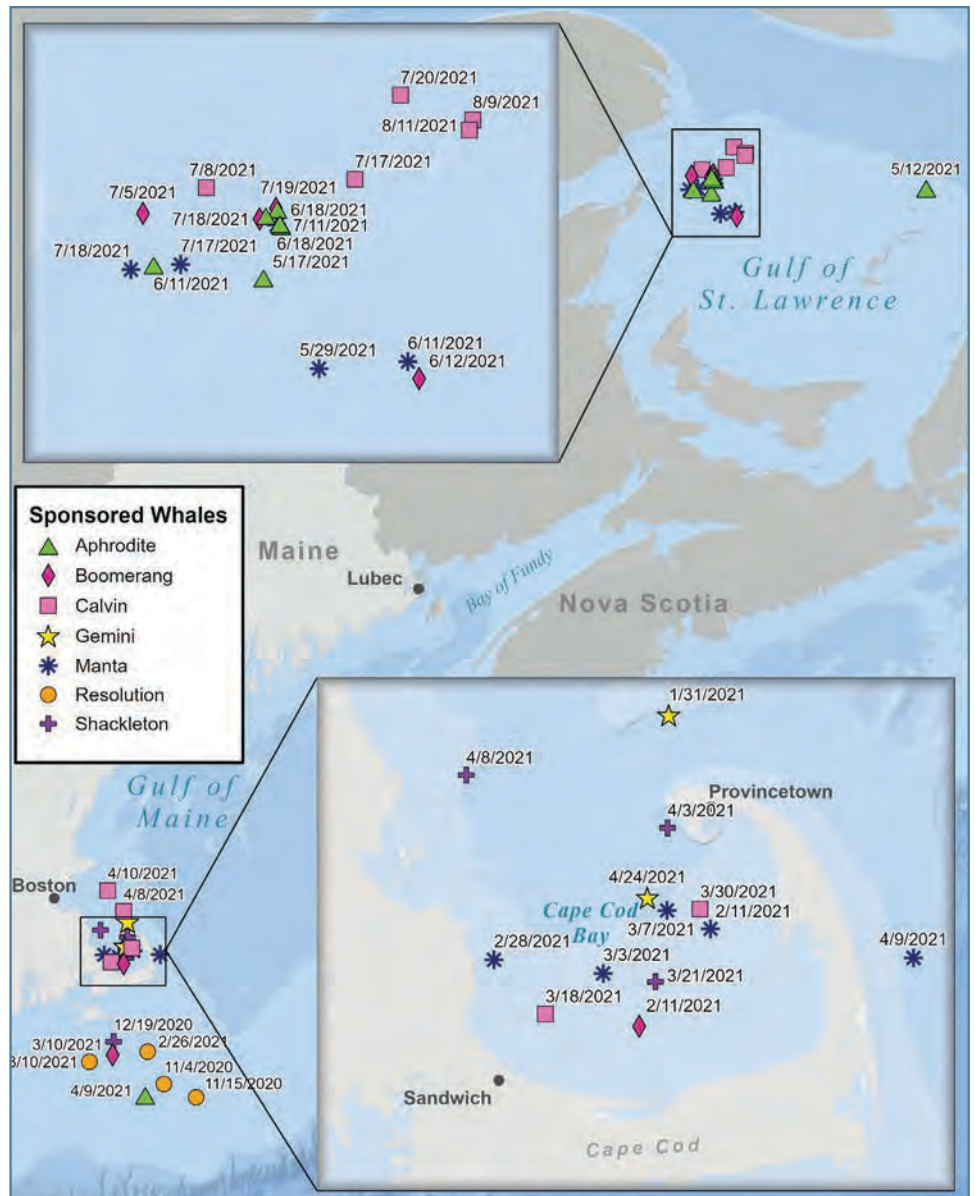 7/20/2021
8/9/2021
8/11/2021
7/17/2021
7/8/2021
7/19/2021
7/5/2021
6/18/2021
7/18/2021
7/11/2021
6/18/2021
7/18/2021
7/17/2021
5/17/2021
6/11/2021
5/29/2021
6/11/2021
6/12/2021
5/12/2021
Gulf of
St. Lawrence
Sponsored Whales
Aphrodite
Boomerang
Calvin
Gemini
Manta
Resolution
Shackleton
Maine
Lubec
Bay of Fundy
Nova Scotia
Gulf of
Maine
4/10/2021
Boston
4/8/2021
12/19/2020
3/10/2021
2/26/2021
3/10/2021
11/4/2020
4/9/2021
11/15/2020
1/31/2021
4/8/2021
Provincetown
4/3/2021
4/24/2021
3/30/2021
Cape Cod
Bay
2/11/2021
3/7/2021
2/28/2021
4/9/2021
3/3/2021
3/21/2021
3/18/2021
2/11/2021
Sandwich
Cape Cod